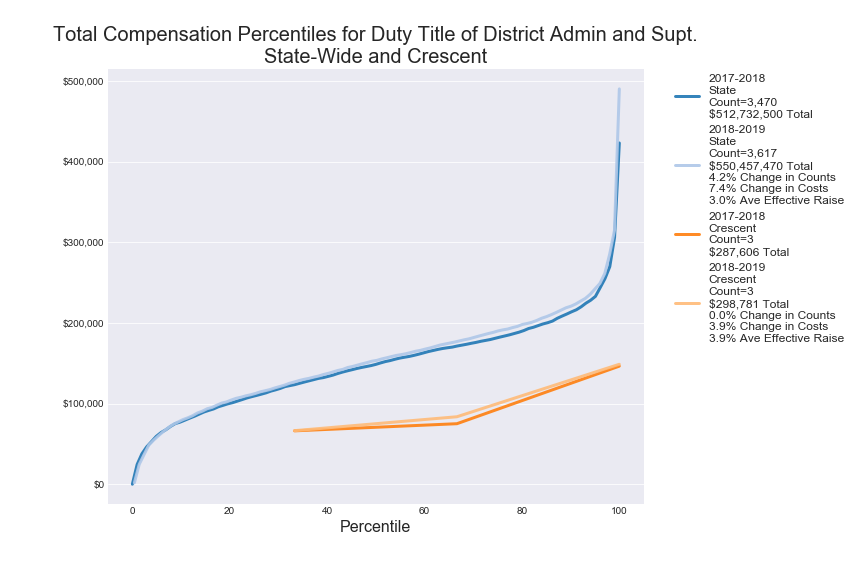 Total Compensation Percentiles for Duty Title of District Admin and Supt.
State-Wide and Crescent
$500,000
$400,000
$300,000
$200,000
$100,000
$0
0
20
40
60
80
100
Percentile
2017-2018
State
Count=3,470
$512,732,500 Total
2018-2019
State
Count=3,617
$550,457,470 Total
4.2% Change in Counts
7.4% Change in Costs
3.0% Ave Effective Raise
2017-2018
Crescent
Count=3
$287,606 Total
2018-2019
Crescent
Count=3
$298,781 Total
0.0% Change in Counts
3.9% Change in Costs
3.9% Ave Effective Raise